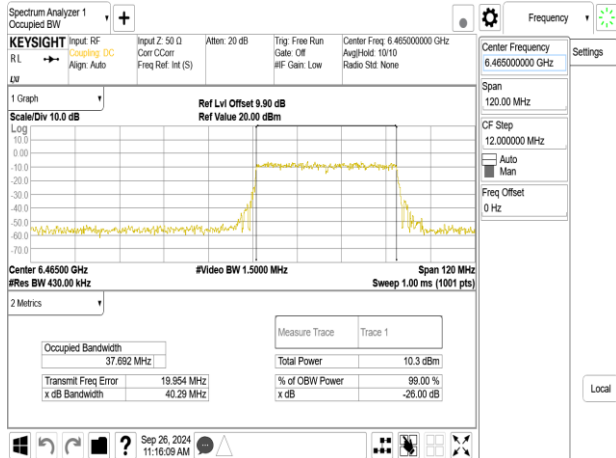 Spectrum Analyzer 1
Occupied BW
+
Frequency
KEYSIGHT
RL
LXI
Input: RF
Coupling: DC
Align: Auto
Input Z: 50 Ω
Corr CCorr
Freq Ref: Int (S)
Atten: 20 dB
Trig: Free Run
Gate: Off
#IF Gain: Low
Center Freq: 6.465000000 GHz
Avg|Hold: 10/10
Radio Std: None
Center Frequency
6.465000000 GHz
Settings
Span
120.00 MHz
CF Step
12.000000 MHz
Auto
Man
Freq Offset
0 Hz
Local
1 Graph
Scale/Div 10.0 dB
Ref Lvl Offset 9.90 dB
Ref Value 20.00 dBm
Log
10.0
0.00
-10.0
-20.0
-30.0
-40.0
-50.0
-60.0
-70.0
Center 6.46500 GHz
#Res BW 430.00 kHz
#Video BW 1.5000 MHz
Span 120 MHz
Sweep 1.00 ms (1001 pts)
2 Metrics
Measure Trace Trace 1
Occupied Bandwidth
37.692 MHz
Total Power 10.3 dBm
Transmit Freq Error 19.954 MHz
% of OBW Power 99.00 %
x dB Bandwidth 40.29 MHz
x dB -26.00 dB
?
Sep 26, 2024
11:16:09 AM